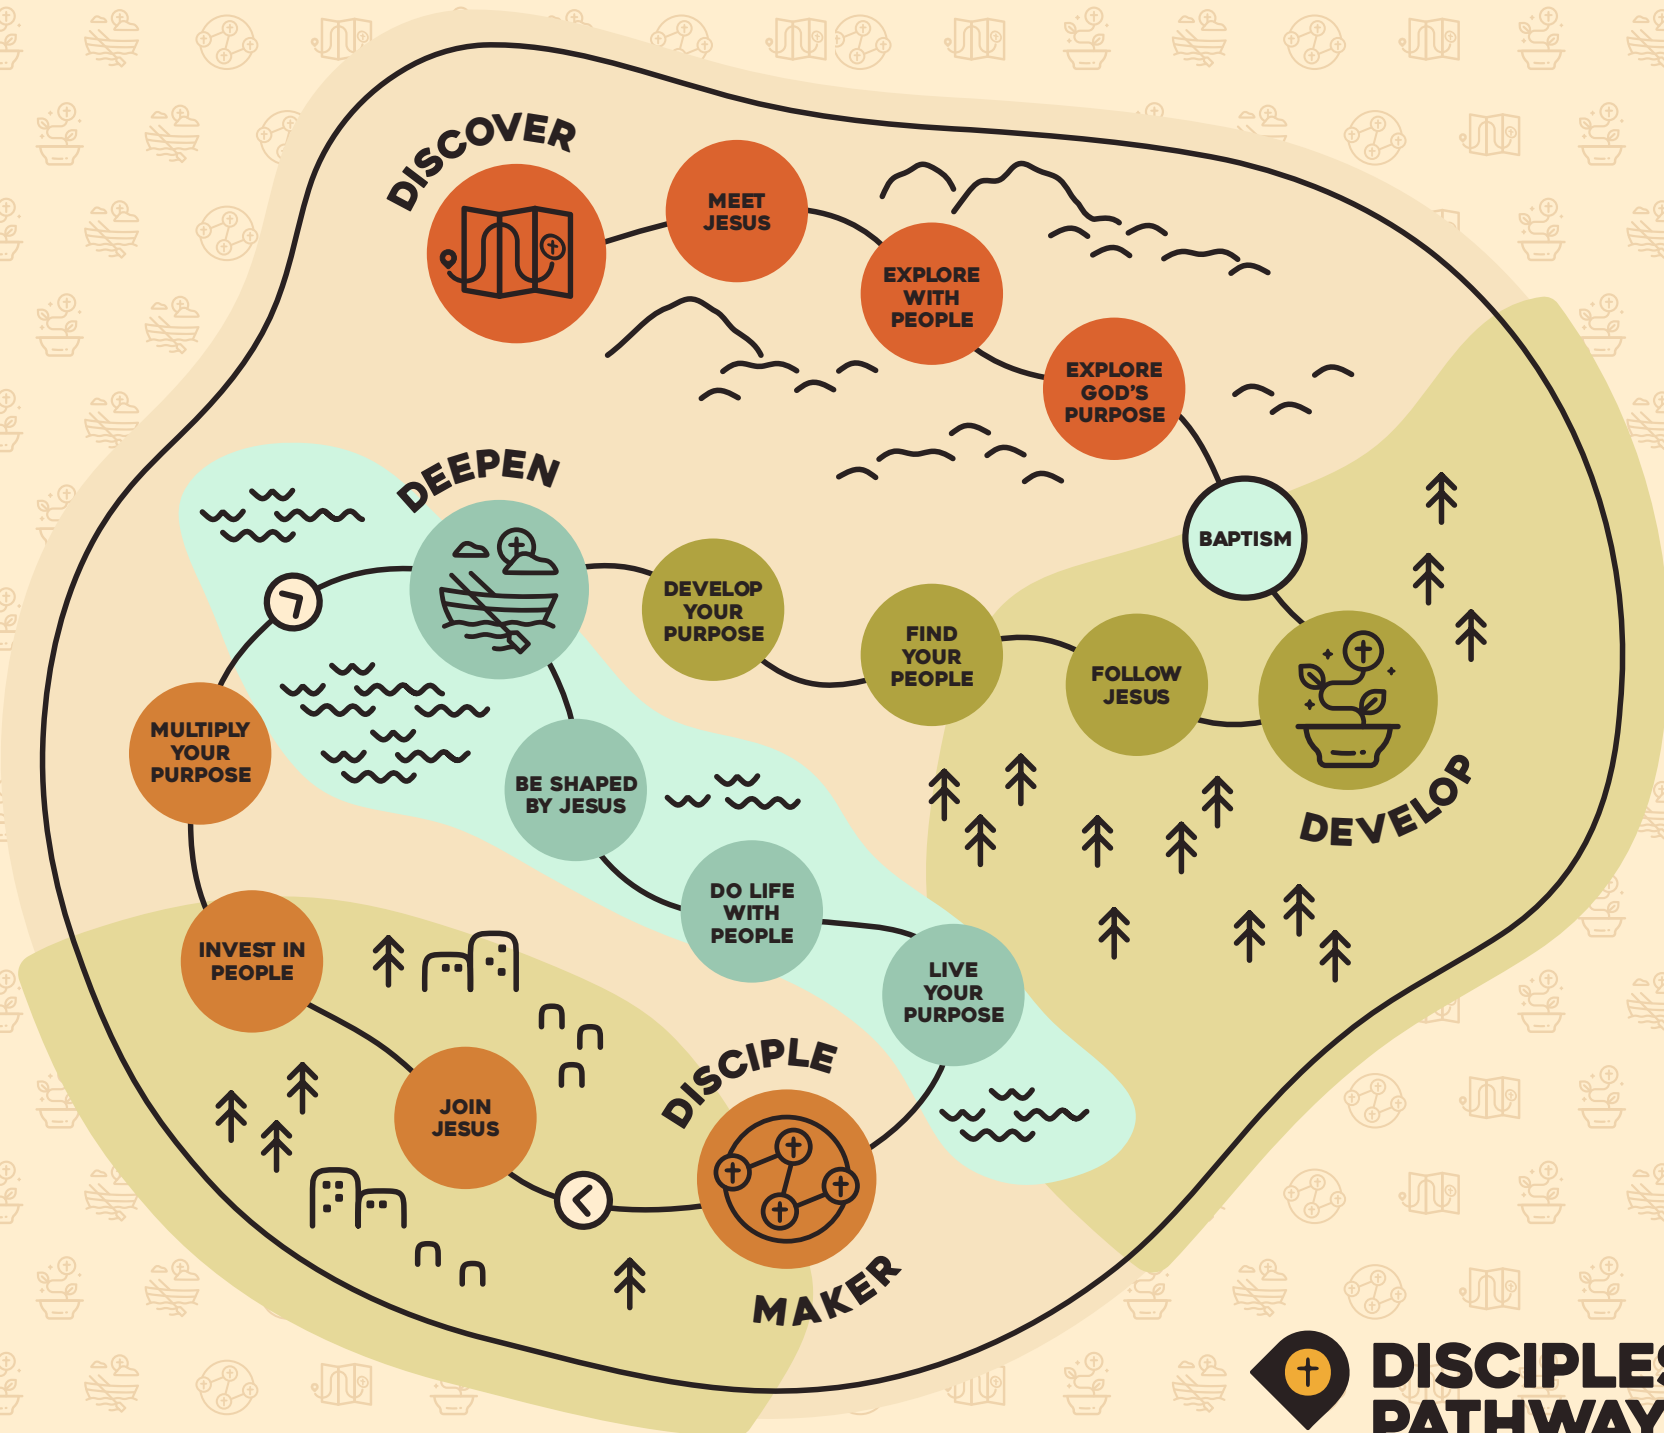 DISCOVER
MEET
JESUS
EXPLORE
WITH
PEOPLE
EXPLORE
GOD'S
PURPOSE
BAPTISM
DEVELOP
FOLLOW
JESUS
FIND
YOUR
PEOPLE
DEVELOP
YOUR
PURPOSE
DEEPEN
BE SHAPED
BY JESUS
DO LIFE
WITH
PEOPLE
LIVE
YOUR
PURPOSE
DISCIPLE
MAKER
JOIN
JESUS
INVEST IN
PEOPLE
MULTIPLY
YOUR
PURPOSE
DISCIPLES
PATHWAY